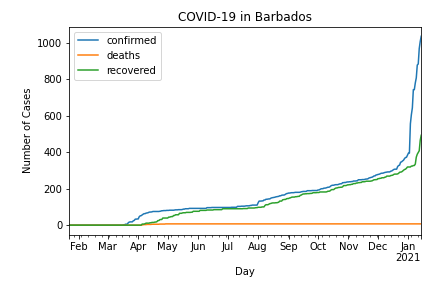 COVID-19 in Barbados
confirmed
deaths
recovered
Number of Cases
1000
800
600
400
200
0
Feb Mar Apr May Jun Jul Aug Sep Oct Nov Dec Jan
2021
Day